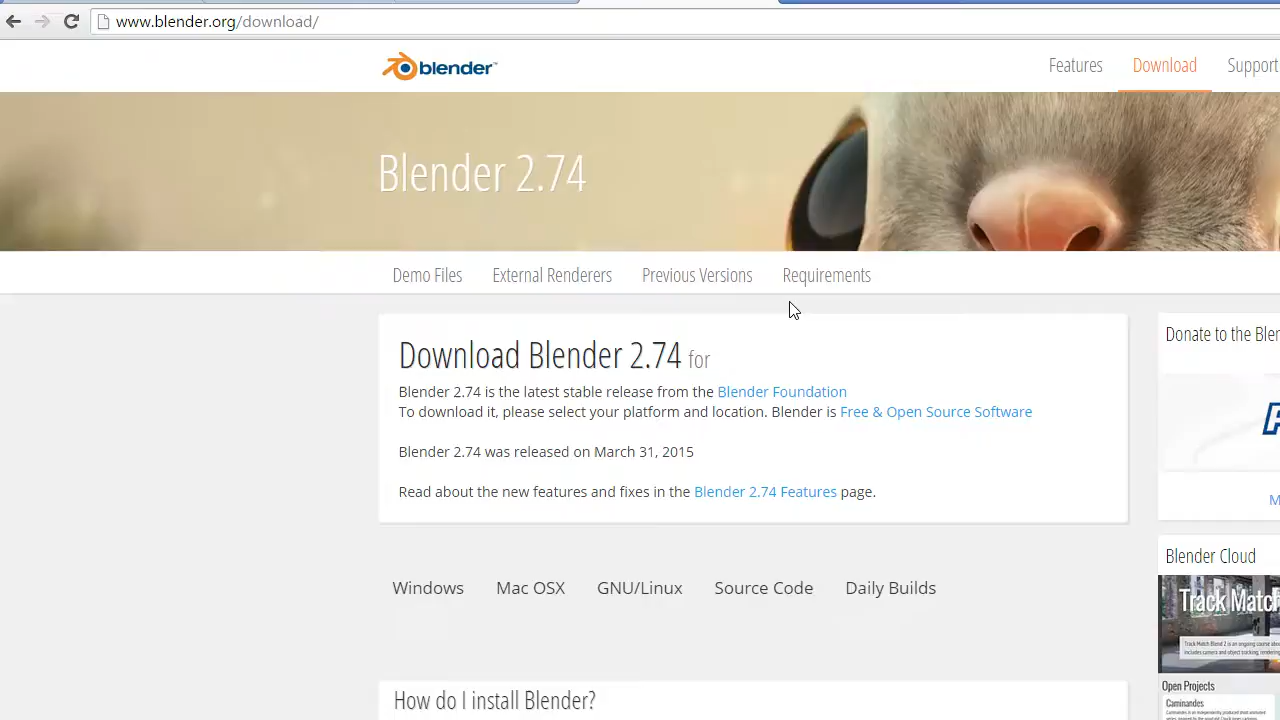 www.blender.org/download/
blender
Features Download Support
Blender 2.74
Demo Files External Renderers Previous Versions Requirements
Download Blender 2.74 for
Blender 2.74 is the latest stable release from the Blender Foundation
To download it, please select your platform and location. Blender is Free & Open Source Software
Blender 2.74 was released on March 31, 2015
Read about the new features and fixes in the Blender 2.74 Features page.
Windows Mac OSX GNU/Linux Source Code Daily Builds
How do I install Blender?
Donate to the Blen
M
Blender Cloud
Track Match
Open Projects
Caminandes